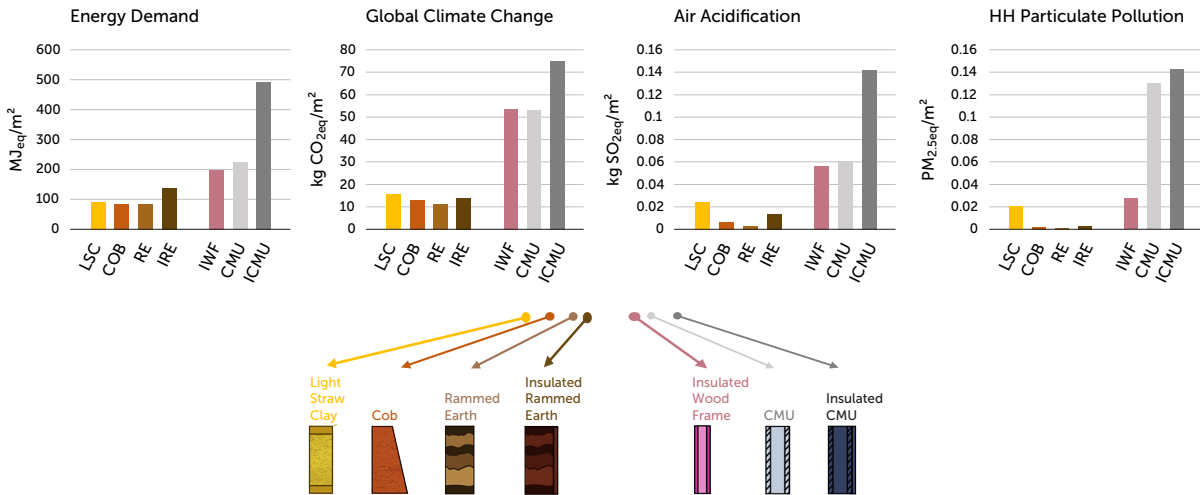 Energy Demand
600
500
400
300
200
100
0
MJeq/m²
LSC
COB
RE
IRE
IWF
CMU
ICMU
Global Climate Change
80
70
60
50
40
30
20
10
0
kg CO2eq/m²
LSC
COB
RE
IRE
IWF
CMU
ICMU
Air Acidification
0.16
0.14
0.12
0.1
0.08
0.06
0.04
0.02
0
kg SO2eq/m²
LSC
COB
RE
IRE
IWF
CMU
ICMU
HH Particulate Pollution
0.16
0.14
0.12
0.1
0.08
0.06
0.04
0.02
0
PM2.5eq/m²
LSC
COB
RE
IRE
IWF
CMU
ICMU
Light
Straw
Clay
Cob
Rammed
Earth
Insulated
Rammed
Earth
Insulated
Wood
Frame
CMU
Insulated
CMU